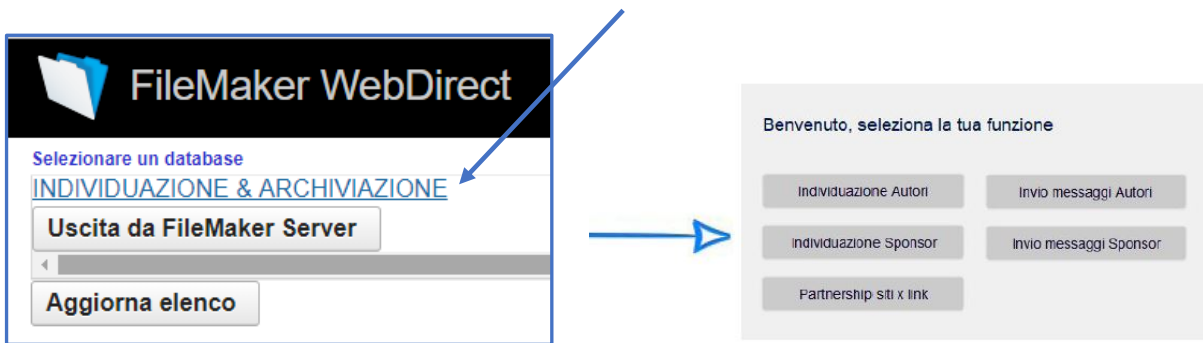 FileMaker WebDirect
Selezionare un database
INDIVIDUAZIONE & ARCHIVIAZIONE
Uscita da FileMaker Server
Aggiorna elenco
Benvenuto, seleziona la tua funzione
Individuazione Autori
Invio messaggi Autori
Individuazione Sponsor
Invio messaggi Sponsor
Partnership siti x link